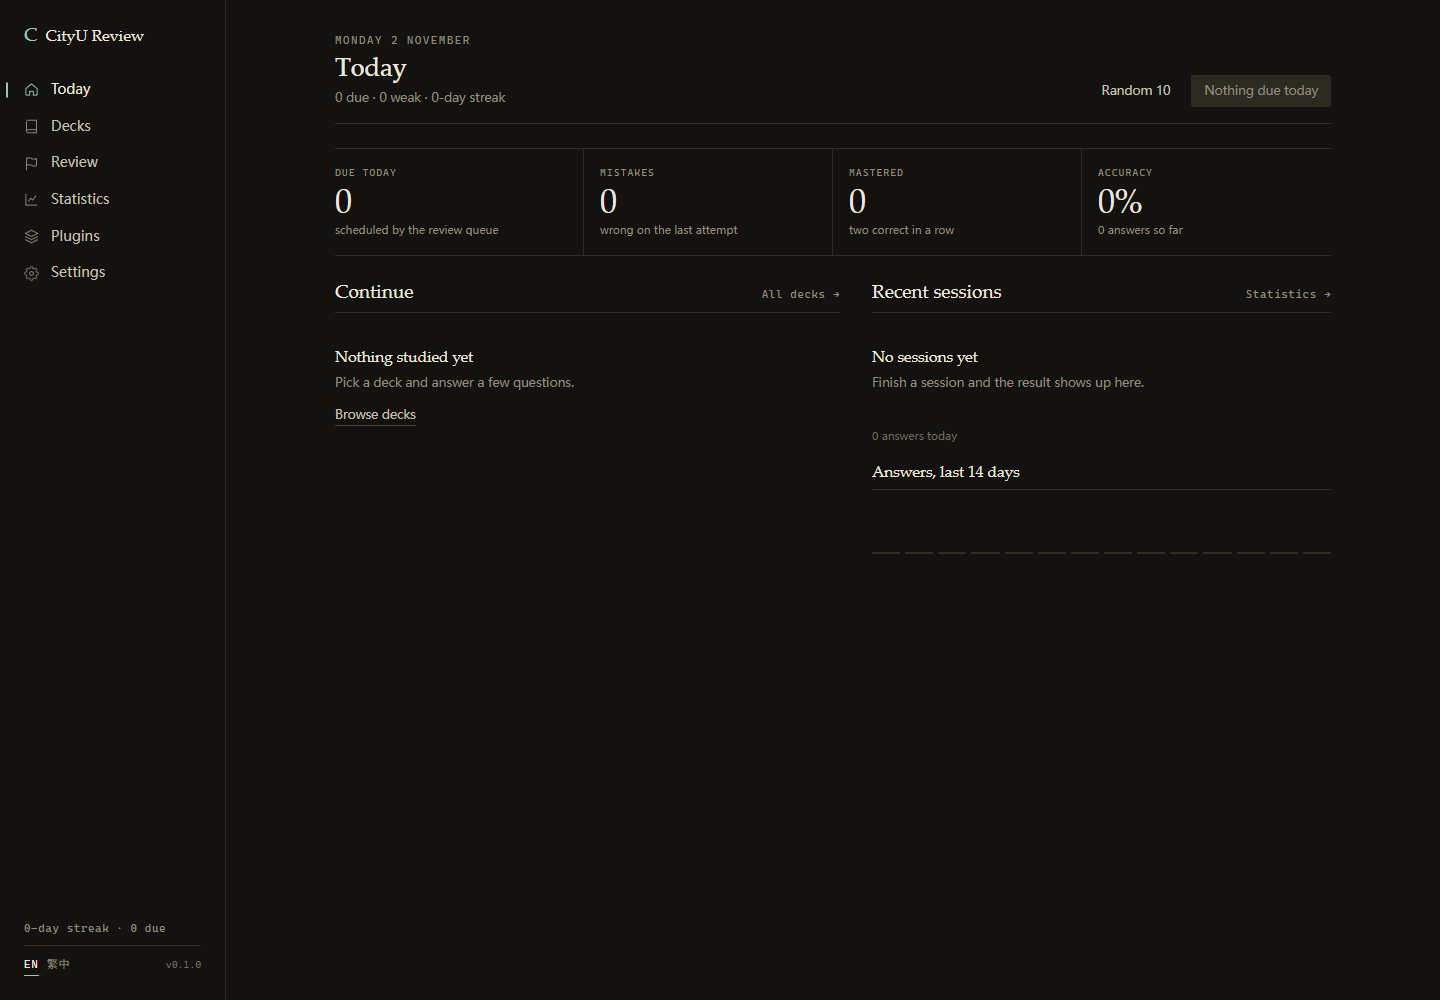 C CityU Review
Today
Decks
Review
Statistics
Plugins
Settings
0-day streak · 0 due
EN 繁中
v0.1.0
MONDAY 2 NOVEMBER
Today
0 due · 0 weak · 0-day streak
Random 10
Nothing due today
DUE TODAY
0
scheduled by the review queue
MISTAKES
0
wrong on the last attempt
MASTERED
0
two correct in a row
ACCURACY
0%
0 answers so far
Continue
All decks →
Nothing studied yet
Pick a deck and answer a few questions.
Browse decks
Recent sessions
Statistics →
No sessions yet
Finish a session and the result shows up here.
0 answers today
Answers, last 14 days